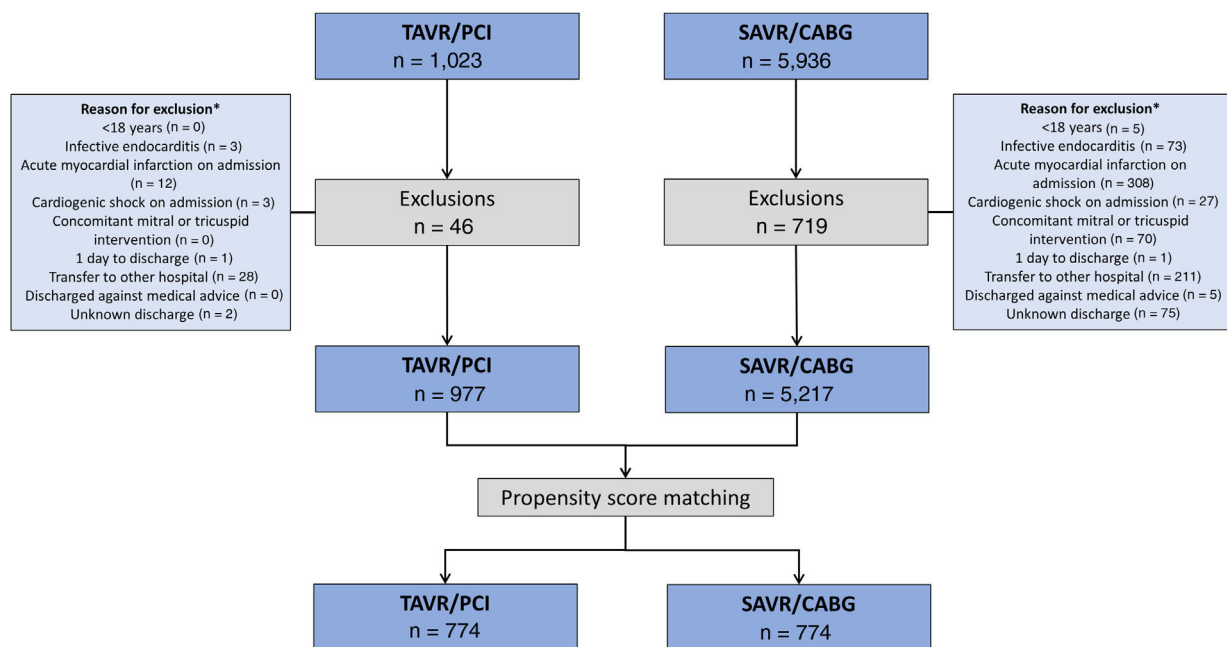 TAVR/PCI
n = 1,023
SAVR/CABG
n = 5,936
Reason for exclusion*
<18 years (n = 0)
Infective endocarditis (n = 3)
Acute myocardial infarction on admission
(n = 12)
Cardiogenic shock on admission (n = 3)
Concomitant mitral or tricuspid
intervention (n = 0)
1 day to discharge (n = 1)
Transfer to other hospital (n = 28)
Discharged against medical advice (n = 0)
Unknown discharge (n = 2)
Exclusions
n = 46
Exclusions
n = 719
Reason for exclusion*
<18 years (n = 5)
Infective endocarditis (n = 73)
Acute myocardial infarction on
admission (n = 308)
Cardiogenic shock on admission (n = 27)
Concomitant mitral or tricuspid
intervention (n = 70)
1 day to discharge (n = 1)
Transfer to other hospital (n = 211)
Discharged against medical advice (n = 5)
Unknown discharge (n = 75)
TAVR/PCI
n = 977
SAVR/CABG
n = 5,217
Propensity score matching
TAVR/PCI
n = 774
SAVR/CABG
n = 774